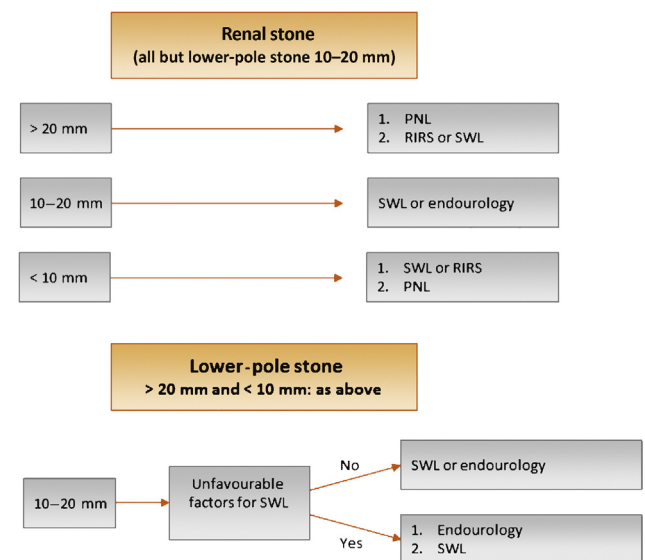 Renal stone
(all but lower-pole stone 10–20 mm)
> 20 mm
1. PNL
2. RIRS or SWL
10–20 mm
SWL or endourology
< 10 mm
1. SWL or RIRS
2. PNL
Lower-pole stone
> 20 mm and < 10 mm: as above
10–20 mm
Unfavourable
factors for SWL
No
SWL or endourology
Yes
1. Endourology
2. SWL